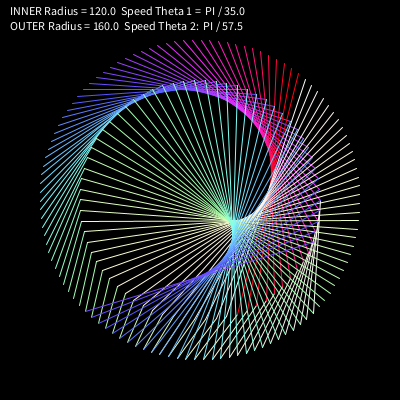 INNER Radius = 120.0  Speed Theta 1 =  PI / 35.0
OUTER Radius = 160.0  Speed Theta 2:  PI / 57.5